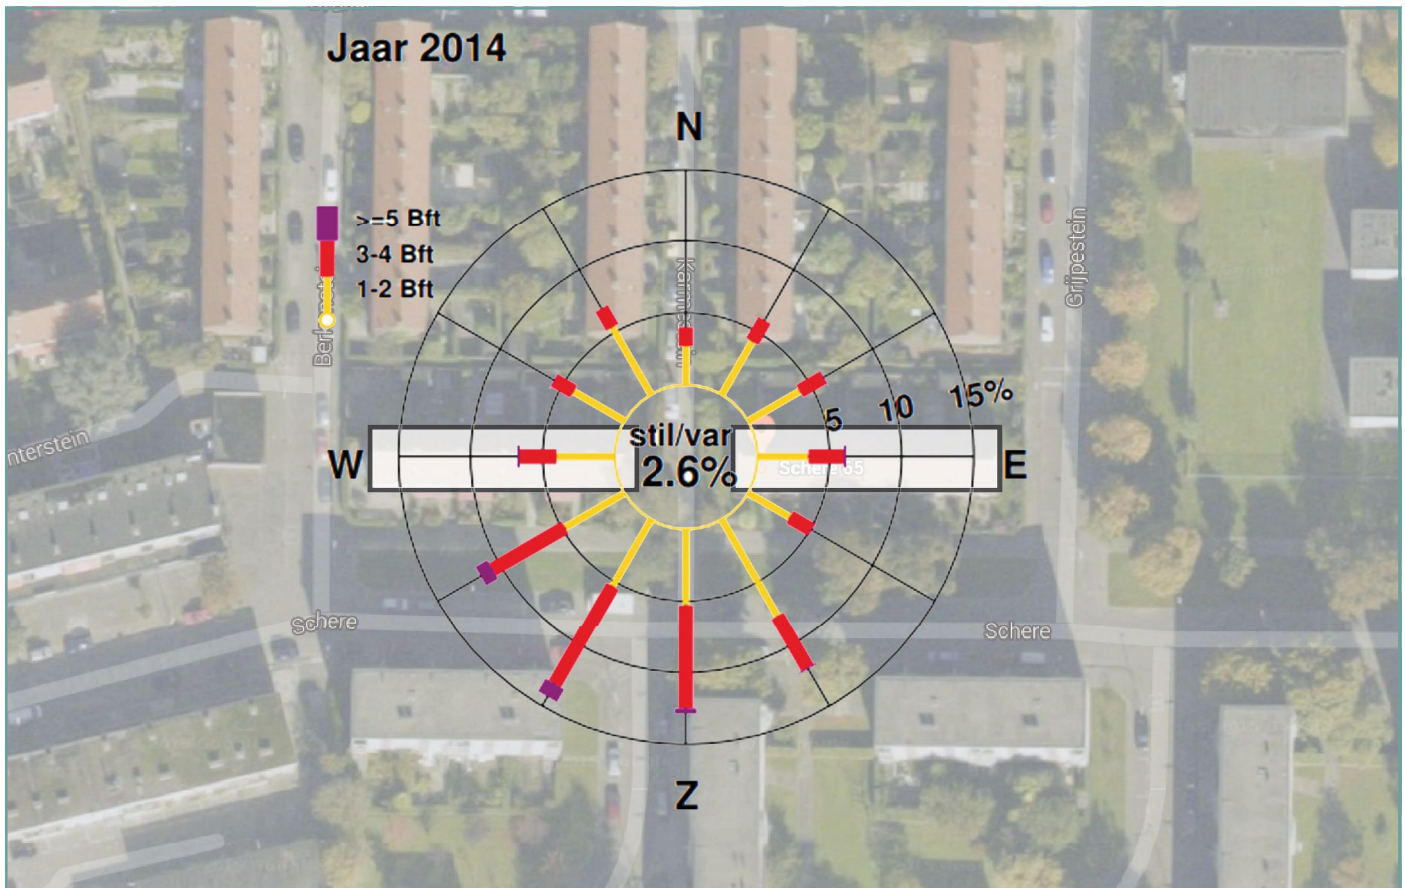 Jaar 2014
N
>=5 Bft
3-4 Bft
1-2 Bft
Grijpestein
5
10
15%
W
stil/var
2.6%
E
Schere 65
Schere
Schere
Z